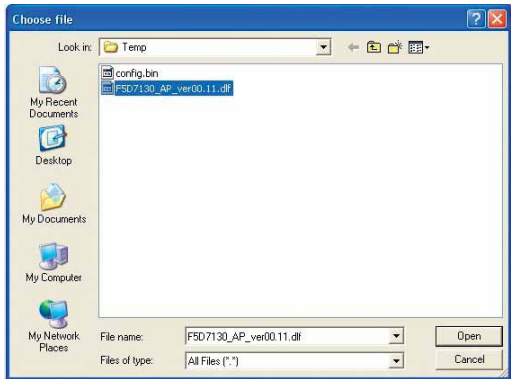 Choose file
Look in: Temp
My Recent
Documents
Desktop
My Documents
My Computer
My Network
Places
config.bin
F5D7130_AP_ver00.11.dlf
File name: F5D7130_AP_ver00.11.dlf Open
Files of type: All Files (*.*) Cancel